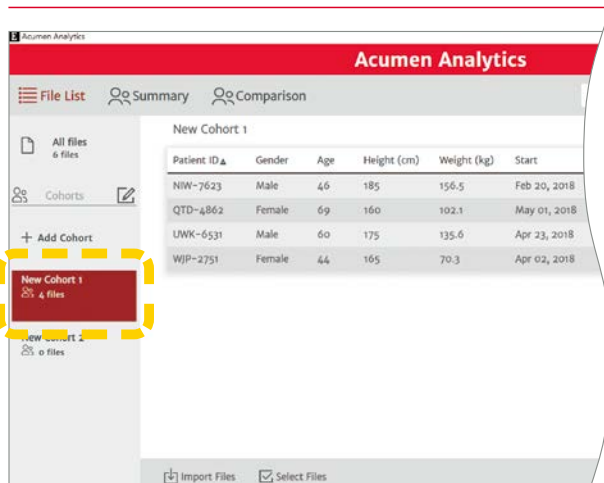 Acumen Analytics
Acumen Analytics
File List Summary Comparison
All files
6 files
Cohorts
+ Add Cohort
New Cohort 1
4 files
New Cohort 2
0 files
New Cohort 1
Patient ID Gender Age Height (cm) Weight (kg) Start
NIW-7623 Male 46 185 156.5 Feb 20, 2018
QTD-4862 Female 69 160 102.1 May 01, 2018
UWK-6531 Male 60 175 135.6 Apr 23, 2018
WJP-2751 Female 44 165 70.3 Apr 02, 2018
Import Files Select Files